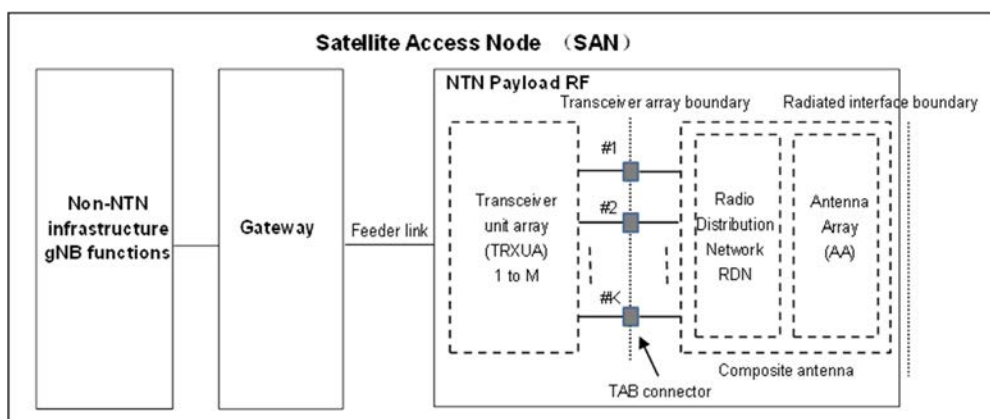 Satellite Access Node （SAN）
NTN Payload RF
Transceiver array boundary
Radiated interface boundary
Non-NTN
infrastructure
gNB functions
Gateway
Feeder link
Transceiver
unit array
(TRXUA)
1 to M
#1
#2
#K
Radio
Distribution
Network
RDN
Antenna
Array
(AA)
Composite antenna
TAB connector